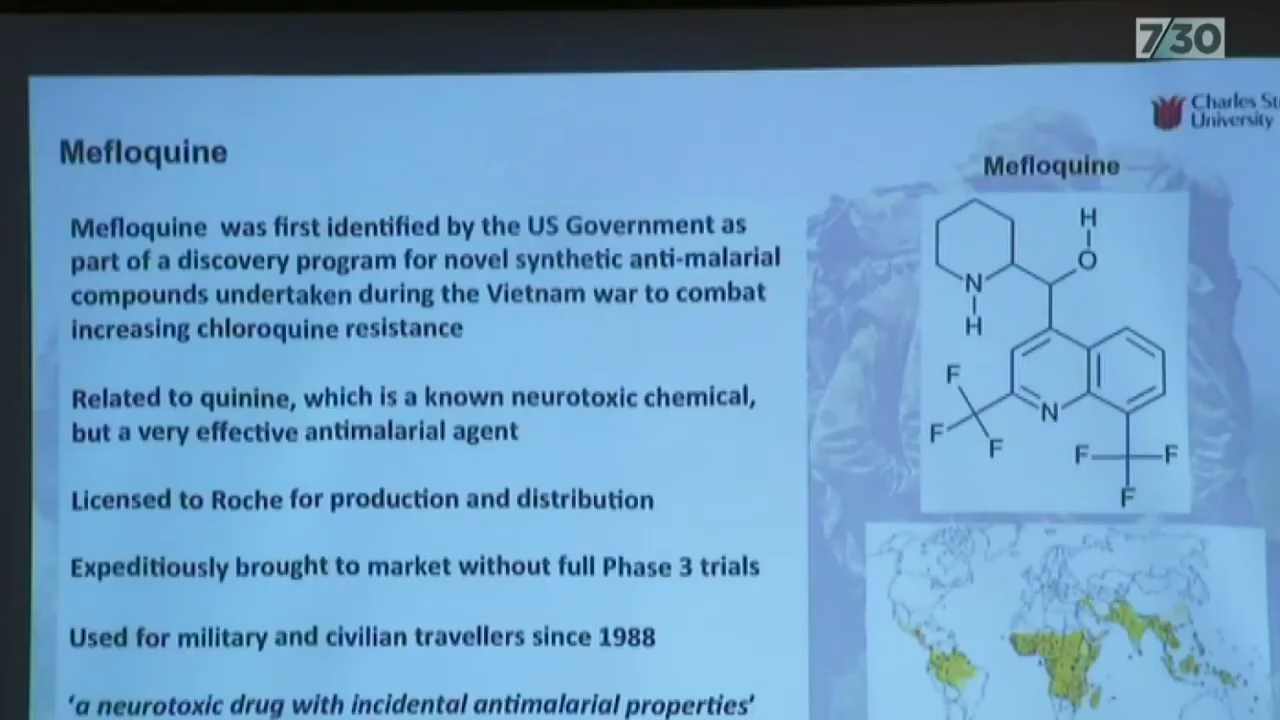 7/30
Charles St
University
Mefloquine
Mefloquine
Mefloquine was first identified by the US Government as
part of a discovery program for novel synthetic anti-malarial
compounds undertaken during the Vietnam war to combat
increasing chloroquine resistance
Related to quinine, which is a known neurotoxic chemical,
but a very effective antimalarial agent
Licensed to Roche for production and distribution
Expeditiously brought to market without full Phase 3 trials
Used for military and civilian travellers since 1988
'a neurotoxic drug with incidental antimalarial properties'
H
O
N
H
F
F
F
N
F
F
F